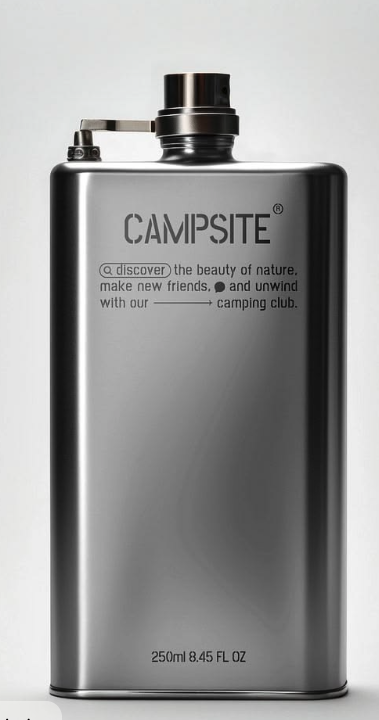 CAMPSITE®
discover the beauty of nature,
make new friends, and unwind
with our → camping club.
250ml 8.45 FL OZ